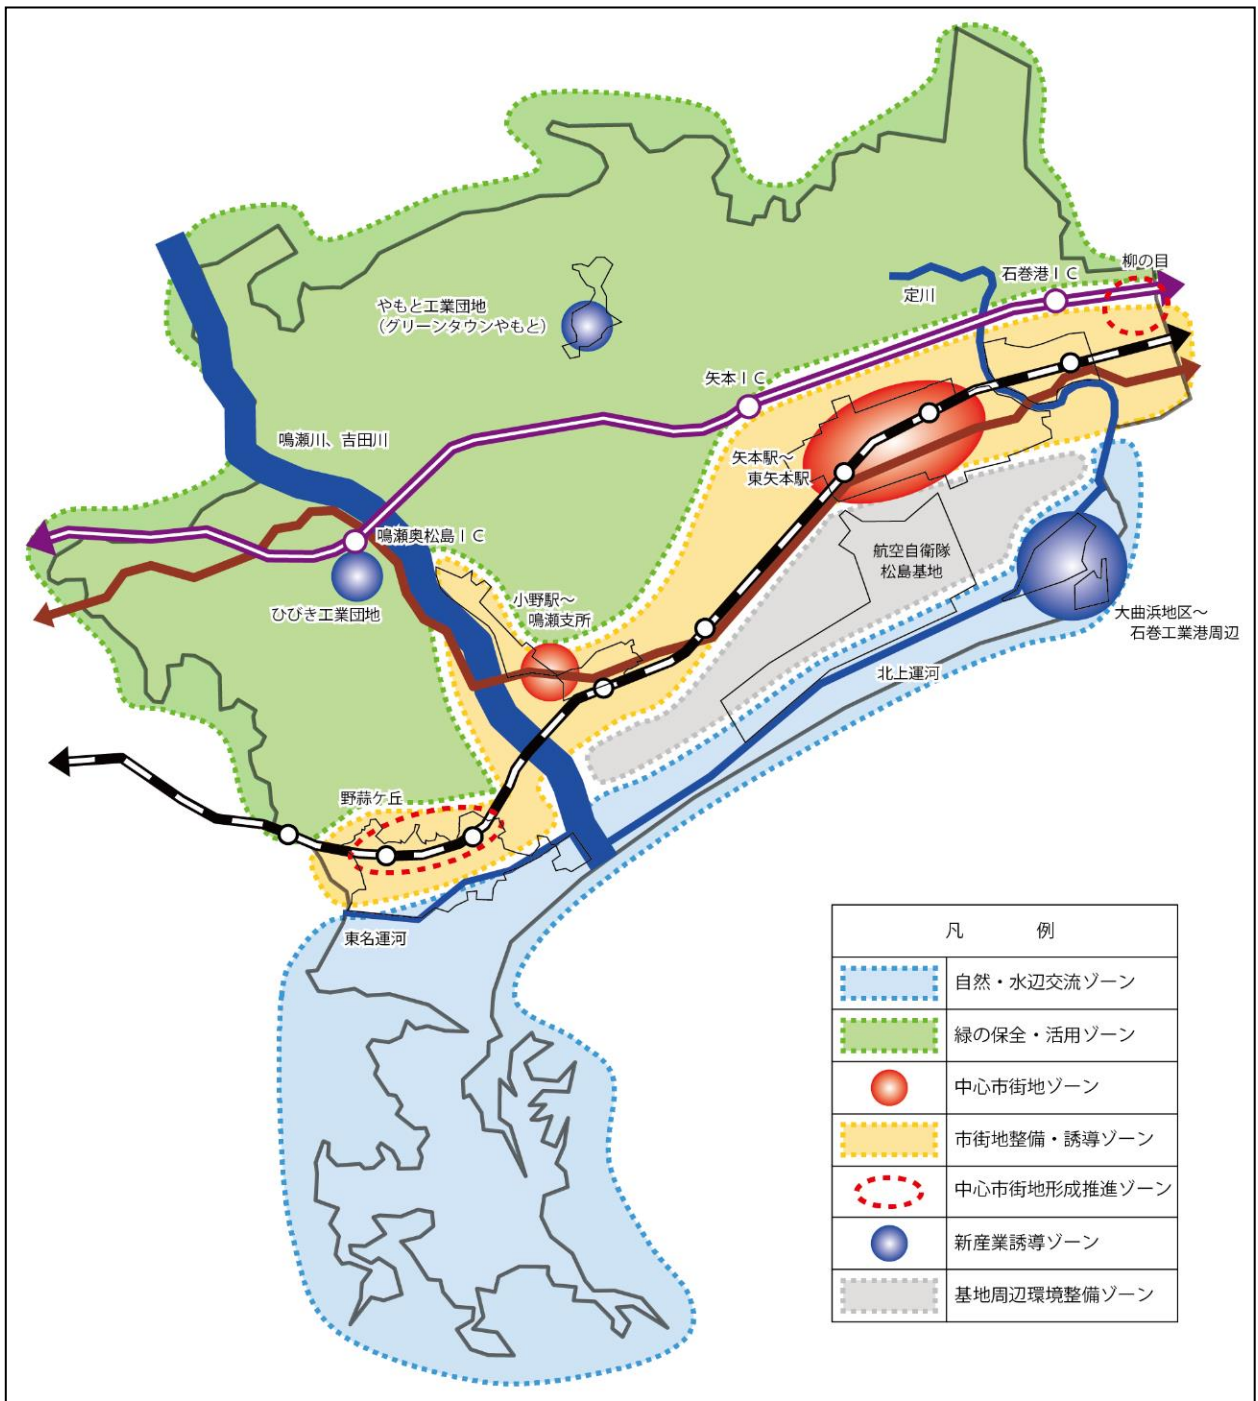 柳の目
石巻港ＩＣ
定川
やもと工業団地
（グリーンタウンやもと）
矢本ＩＣ
鳴瀬川、吉田川
矢本駅～
東矢本駅
鳴瀬奥松島ＩＣ
航空自衛隊
松島基地
ひびき工業団地
小野駅～
鳴瀬支所
大曲浜地区～
石巻工業港周辺
北上運河
野蒜ケ丘
東名運河
凡　例
自然・水辺交流ゾーン
緑の保全・活用ゾーン
中心市街地ゾーン
市街地整備・誘導ゾーン
中心市街地形成推進ゾーン
新産業誘導ゾーン
基地周辺環境整備ゾーン